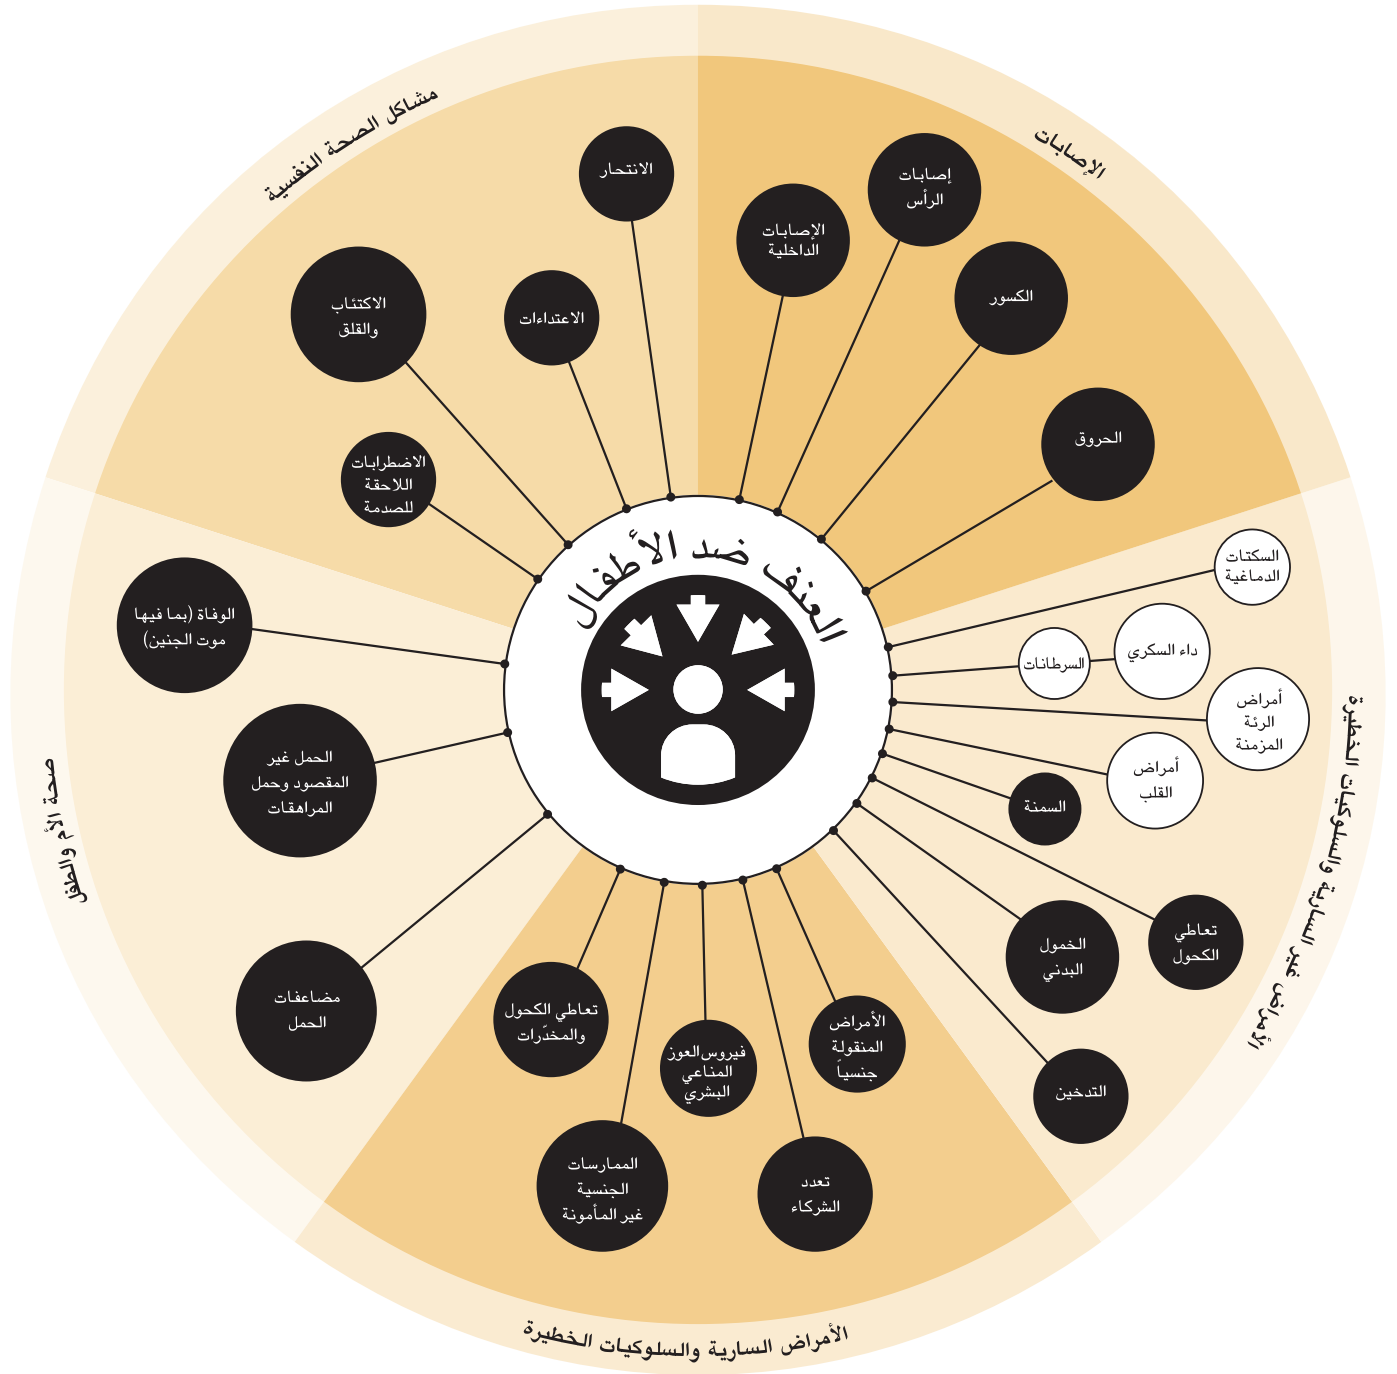 العنف ضد الأطفال
الإصابات
الإصابات
الداخلية
إصابات
الرأس
الكسور
الحروق
الأمراض غير السارية والسلوكيات الخطيرة
السكتات
الدماغية
داء السكري
السرطانات
أمراض
الرئة
المزمنة
أمراض
القلب
السمنة
تعاطي
الكحول
الخمول
البدني
التدخين
الأمراض السارية والسلوكيات الخطيرة
الأمراض
المنقولة
جنسياً
تعدد
الشركاء
فيروس العوز
المناعي
البشري
الممارسات
الجنسية
غير المأمونة
تعاطي الكحول
والمخدّرات
صحة الأم والطفل
مضاعفات
الحمل
الحمل غير
المقصود وحمل
المراهقات
الوفاة (بما فيها
موت الجنين)
مشاكل الصحة النفسية
الاضطرابات
اللاحقة
للصدمة
الاكتئاب
والقلق
الاعتداءات
الانتحار